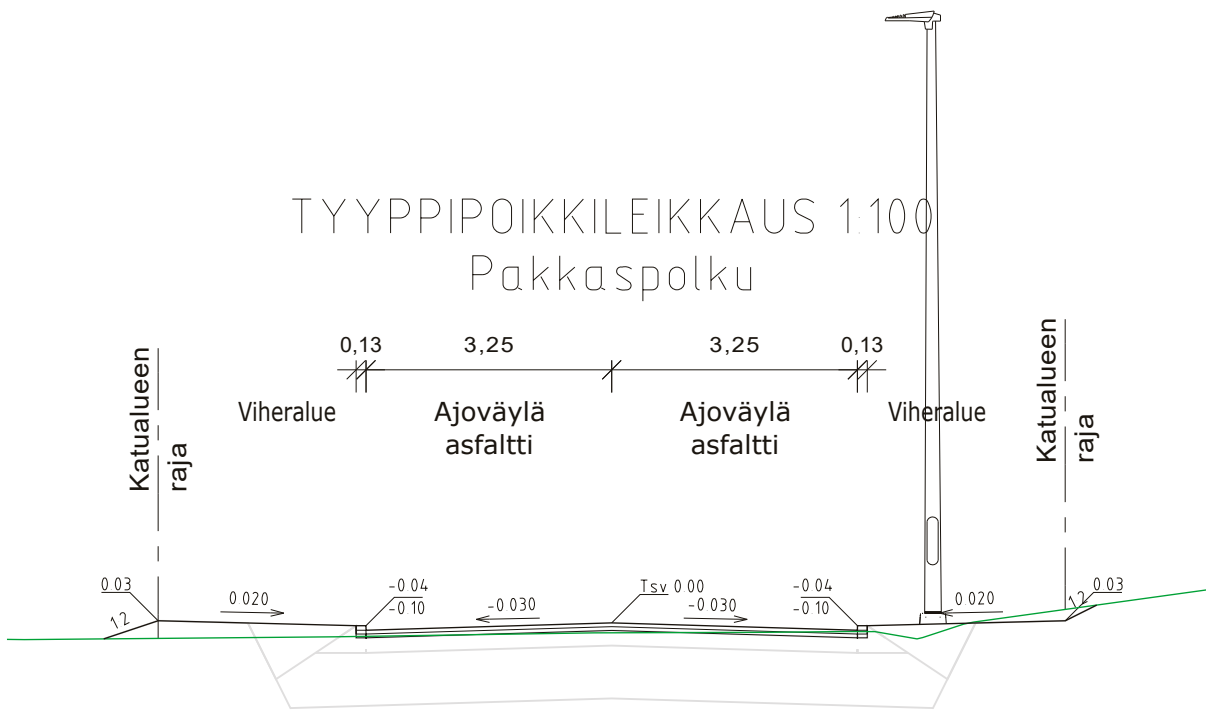 TYYPPIPOIKKILEIKKAUS 1:100
Pakkaspolku
0,13 3,25 3,25 0,13
Katualueen
raja
Viheralue
Ajoväylä
asfaltti
Ajoväylä
asfaltti
Viheralue
Katualueen
raja
0.03
1:2
0.020
-0.04
-0.10
-0.030
Tsv 0.00
-0.030
-0.04
-0.10
0.020
1:2
0.03